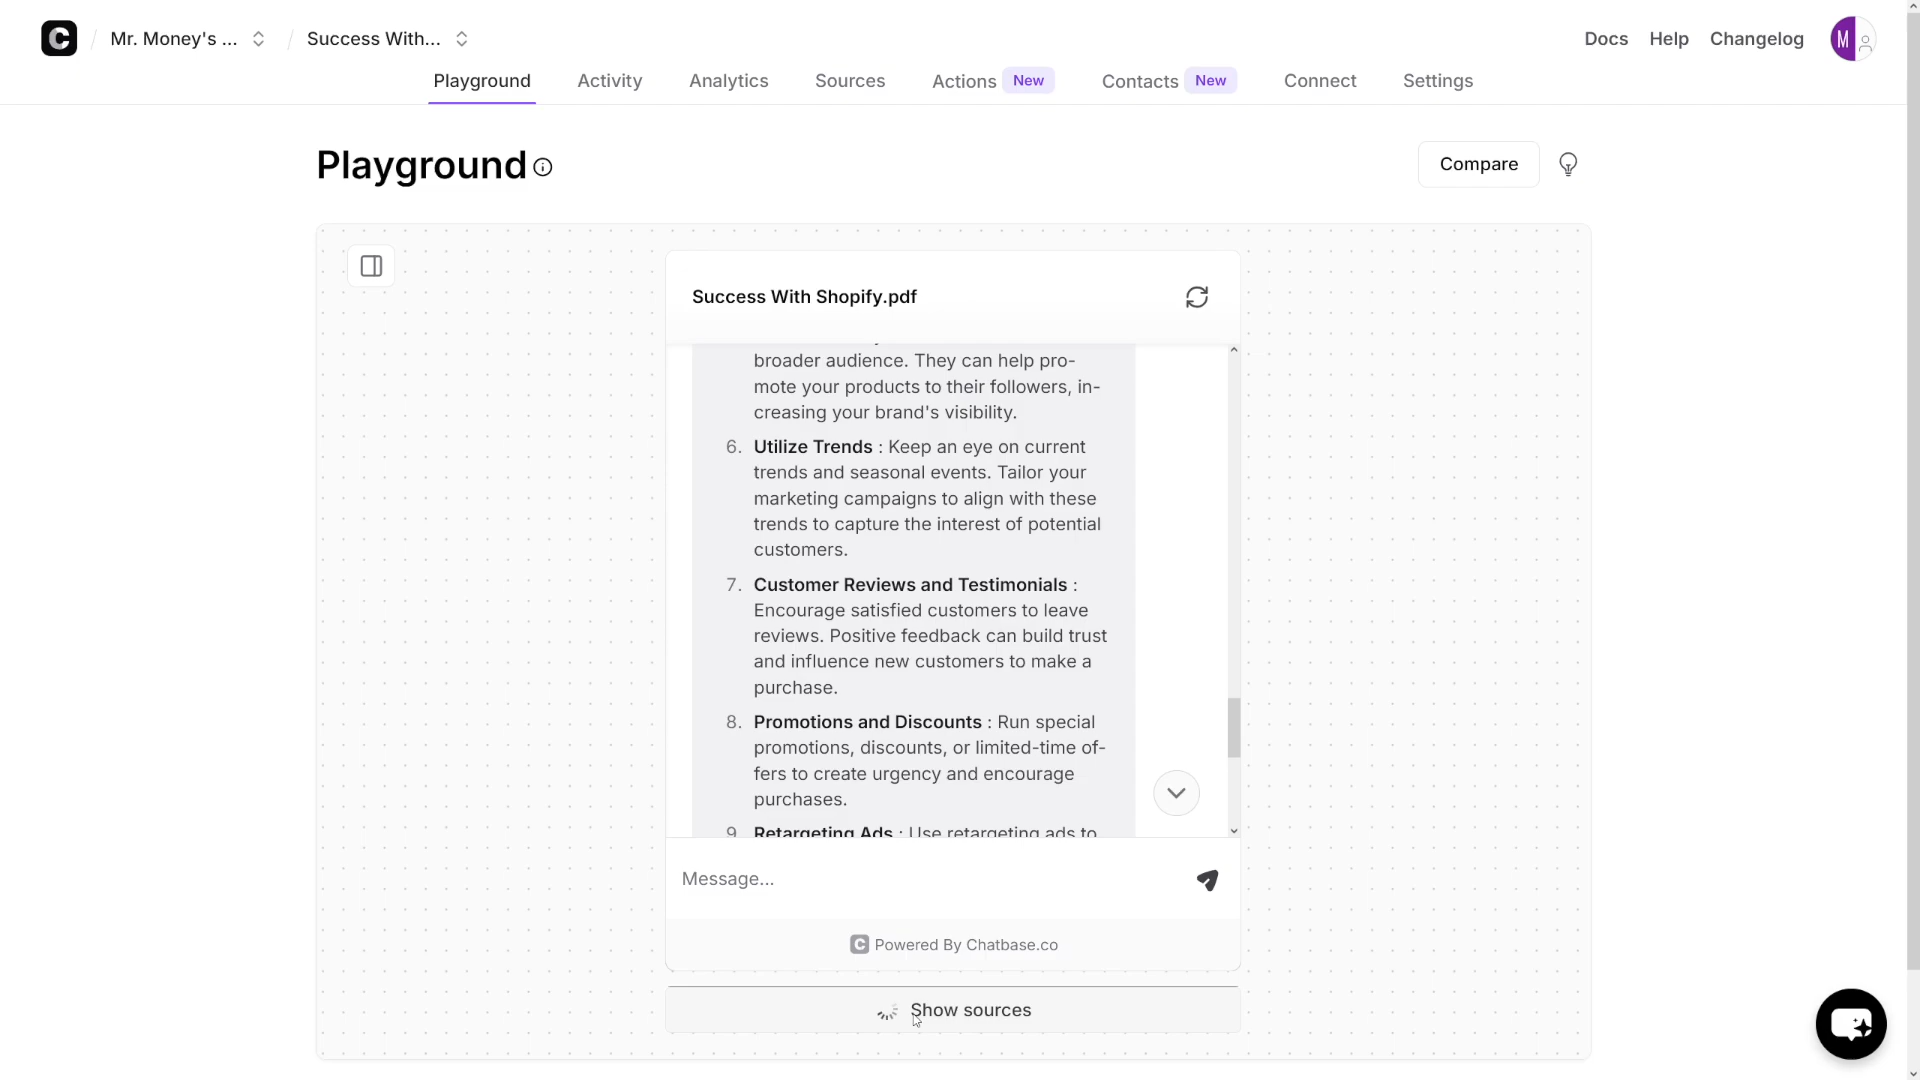 C / Mr. Money's ... / Success With...
Docs Help Changelog M
Playground Activity Analytics Sources Actions New Contacts New Connect Settings
Playground
Compare
Success With Shopify.pdf
broader audience. They can help pro-
mote your products to their followers, in-
creasing your brand's visibility.
6. Utilize Trends : Keep an eye on current
trends and seasonal events. Tailor your
marketing campaigns to align with these
trends to capture the interest of potential
customers.
7. Customer Reviews and Testimonials :
Encourage satisfied customers to leave
reviews. Positive feedback can build trust
and influence new customers to make a
purchase.
8. Promotions and Discounts : Run special
promotions, discounts, or limited-time of-
fers to create urgency and encourage
purchases.
9. Retargeting Ads : Use retargeting ads to
Message...
C Powered By Chatbase.co
Show sources